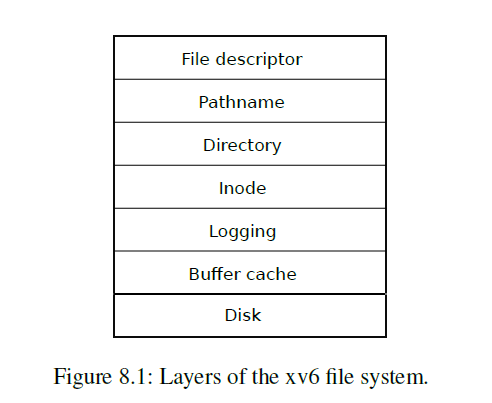 File descriptor
Pathname
Directory
Inode
Logging
Buffer cache
Disk
Figure 8.1: Layers of the xv6 file system.